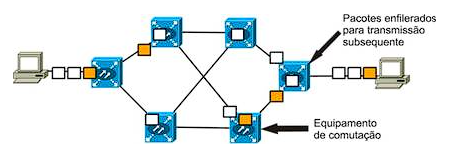 Pacotes enfilerados
para transmissão
subsequente
Equipamento
de comutação